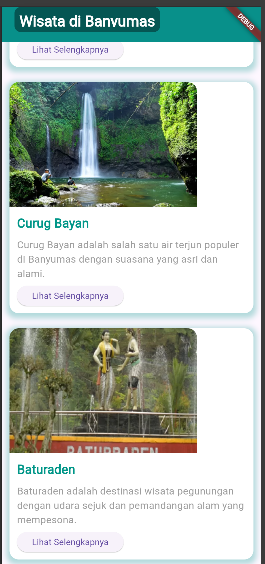 Wisata di Banyumas
DEBUG
Lihat Selengkapnya
Curug Bayan
Curug Bayan adalah salah satu air terjun populer
di Banyumas dengan suasana yang asri dan
alami.
Lihat Selengkapnya
BATURRADEN
Baturaden
Baturaden adalah destinasi wisata pegunungan
dengan udara sejuk dan pemandangan alam yang
mempesona.
Lihat Selengkapnya